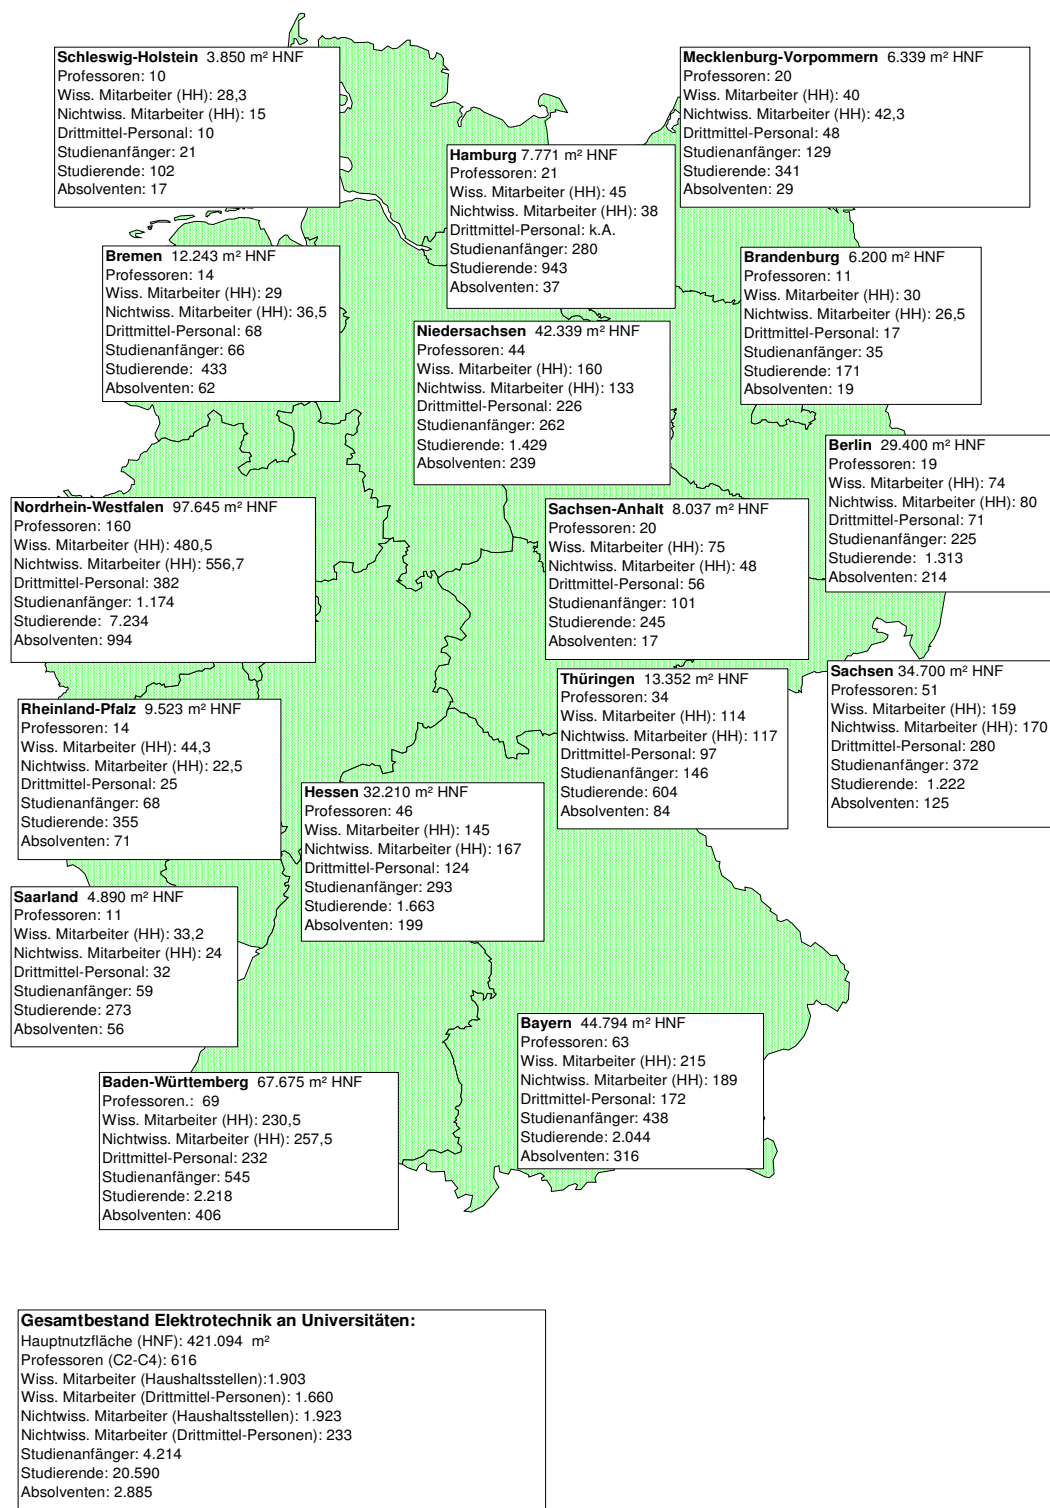 Schleswig-Holstein 3.850 m² HNF
Professoren: 10
Wiss. Mitarbeiter (HH): 28,3
Nichtwiss. Mitarbeiter (HH): 15
Drittmittel-Personal: 10
Studienanfänger: 21
Studierende: 102
Absolventen: 17
Mecklenburg-Vorpommern 6.339 m² HNF
Professoren: 20
Wiss. Mitarbeiter (HH): 40
Nichtwiss. Mitarbeiter (HH): 42,3
Drittmittel-Personal: 48
Studienanfänger: 129
Studierende: 341
Absolventen: 29
Hamburg 7.771 m² HNF
Professoren: 21
Wiss. Mitarbeiter (HH): 45
Nichtwiss. Mitarbeiter (HH): 38
Drittmittel-Personal: k.A.
Studienanfänger: 280
Studierende: 943
Absolventen: 37
Bremen 12.243 m² HNF
Professoren: 14
Wiss. Mitarbeiter (HH): 29
Nichtwiss. Mitarbeiter (HH): 36,5
Drittmittel-Personal: 68
Studienanfänger: 66
Studierende: 433
Absolventen: 62
Brandenburg 6.200 m² HNF
Professoren: 11
Wiss. Mitarbeiter (HH): 30
Nichtwiss. Mitarbeiter (HH): 26,5
Drittmittel-Personal: 17
Studienanfänger: 35
Studierende: 171
Absolventen: 19
Niedersachsen 42.339 m² HNF
Professoren: 44
Wiss. Mitarbeiter (HH): 160
Nichtwiss. Mitarbeiter (HH): 133
Drittmittel-Personal: 226
Studienanfänger: 262
Studierende: 1.429
Absolventen: 239
Berlin 29.400 m² HNF
Professoren: 19
Wiss. Mitarbeiter (HH): 74
Nichtwiss. Mitarbeiter (HH): 80
Drittmittel-Personal: 71
Studienanfänger: 225
Studierende: 1.313
Absolventen: 214
Nordrhein-Westfalen 97.645 m² HNF
Professoren: 160
Wiss. Mitarbeiter (HH): 480,5
Nichtwiss. Mitarbeiter (HH): 556,7
Drittmittel-Personal: 382
Studienanfänger: 1.174
Studierende: 7.234
Absolventen: 994
Sachsen-Anhalt 8.037 m² HNF
Professoren: 20
Wiss. Mitarbeiter (HH): 75
Nichtwiss. Mitarbeiter (HH): 48
Drittmittel-Personal: 56
Studienanfänger: 101
Studierende: 245
Absolventen: 17
Sachsen 34.700 m² HNF
Professoren: 51
Wiss. Mitarbeiter (HH): 159
Nichtwiss. Mitarbeiter (HH): 170
Drittmittel-Personal: 280
Studienanfänger: 372
Studierende: 1.222
Absolventen: 125
Thüringen 13.352 m² HNF
Professoren: 34
Wiss. Mitarbeiter (HH): 114
Nichtwiss. Mitarbeiter (HH): 117
Drittmittel-Personal: 97
Studienanfänger: 146
Studierende: 604
Absolventen: 84
Rheinland-Pfalz 9.523 m² HNF
Professoren: 14
Wiss. Mitarbeiter (HH): 44,3
Nichtwiss. Mitarbeiter (HH): 22,5
Drittmittel-Personal: 25
Studienanfänger: 68
Studierende: 355
Absolventen: 71
Hessen 32.210 m² HNF
Professoren: 46
Wiss. Mitarbeiter (HH): 145
Nichtwiss. Mitarbeiter (HH): 167
Drittmittel-Personal: 124
Studienanfänger: 293
Studierende: 1.663
Absolventen: 199
Saarland 4.890 m² HNF
Professoren: 11
Wiss. Mitarbeiter (HH): 33,2
Nichtwiss. Mitarbeiter (HH): 24
Drittmittel-Personal: 32
Studienanfänger: 59
Studierende: 273
Absolventen: 56
Bayern 44.794 m² HNF
Professoren: 63
Wiss. Mitarbeiter (HH): 215
Nichtwiss. Mitarbeiter (HH): 189
Drittmittel-Personal: 172
Studienanfänger: 438
Studierende: 2.044
Absolventen: 316
Baden-Württemberg 67.675 m² HNF
Professoren.: 69
Wiss. Mitarbeiter (HH): 230,5
Nichtwiss. Mitarbeiter (HH): 257,5
Drittmittel-Personal: 232
Studienanfänger: 545
Studierende: 2.218
Absolventen: 406
Gesamtbestand Elektrotechnik an Universitäten:
Hauptnutzfläche (HNF): 421.094 m²
Professoren (C2-C4): 616
Wiss. Mitarbeiter (Haushaltsstellen):1.903
Wiss. Mitarbeiter (Drittmittel-Personen): 1.660
Nichtwiss. Mitarbeiter (Haushaltsstellen): 1.923
Nichtwiss. Mitarbeiter (Drittmittel-Personen): 233
Studienanfänger: 4.214
Studierende: 20.590
Absolventen: 2.885